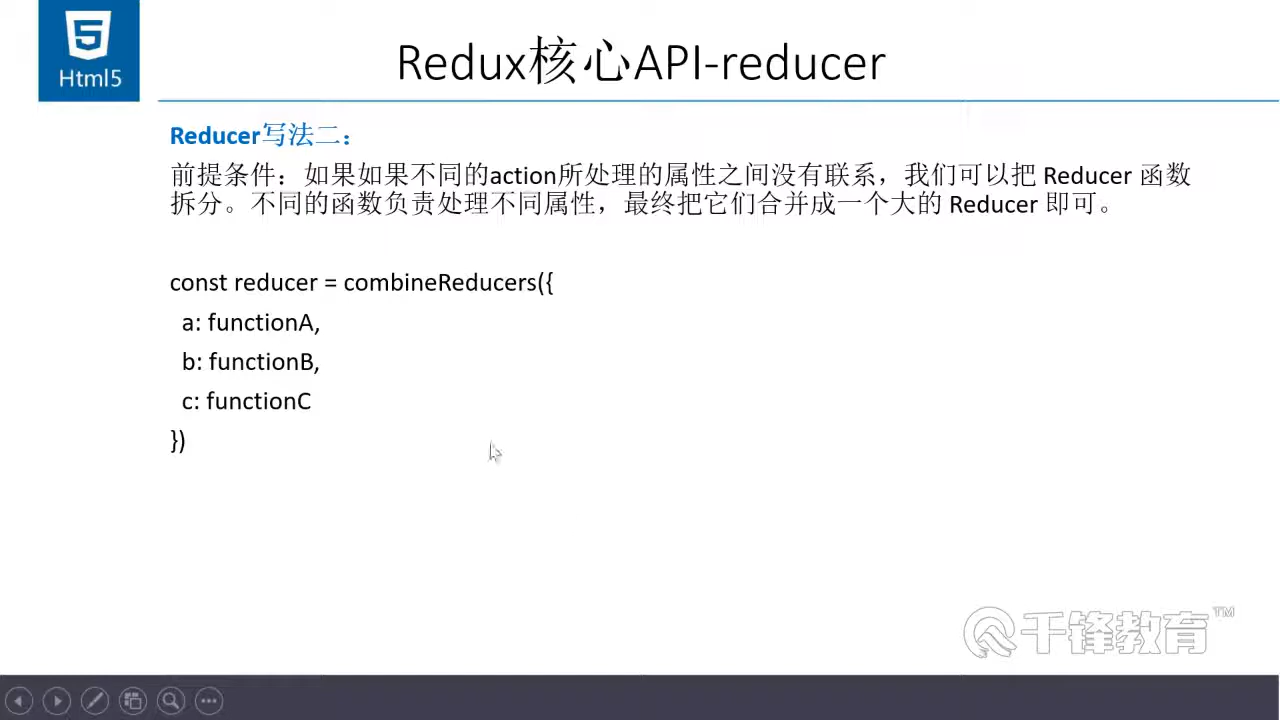 Html5
Redux核心API-reducer
Reducer写法二：
前提条件：如果如果不同的action所处理的属性之间没有联系，我们可以把 Reducer 函数
拆分。不同的函数负责处理不同属性，最终把它们合并成一个大的 Reducer 即可。
const reducer = combineReducers({
a: functionA,
b: functionB,
c: functionC
})
千锋教育™